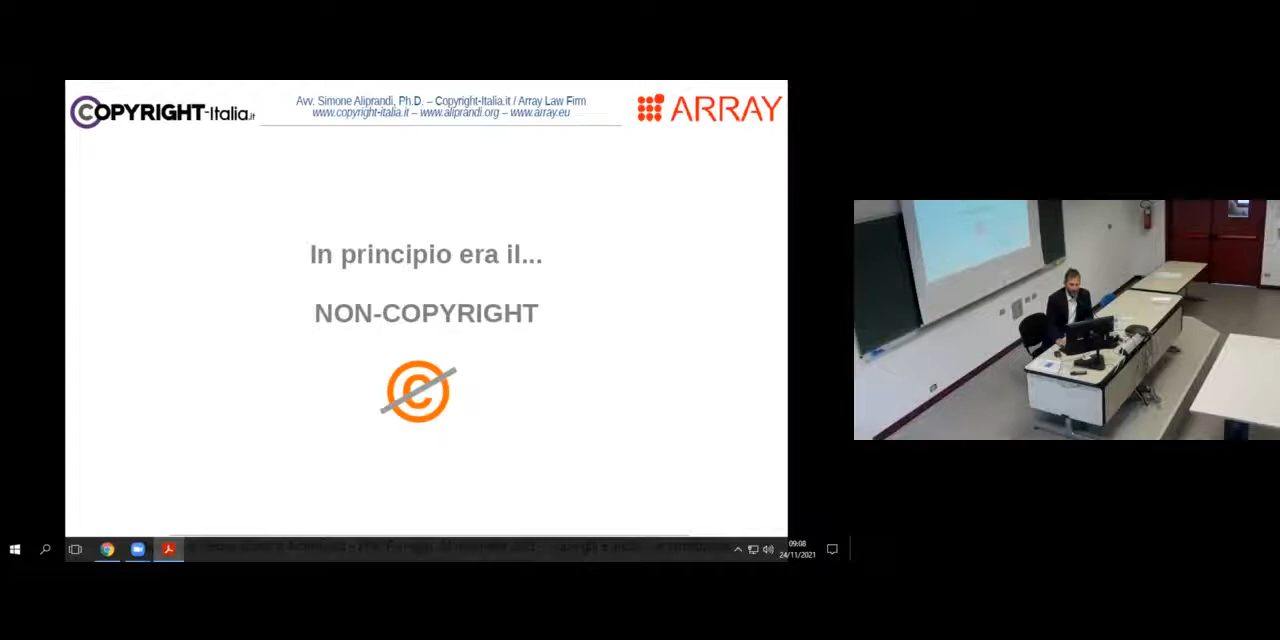 COPYRIGHT-Italia.it
Avv. Simone Aliprandi, Ph.D. – Copyright-Italia.it / Array Law Firm
www.copyright-italia.it – www.aliprandi.org – www.array.eu
ARRAY
In principio era il...
NON-COPYRIGHT
©
09:08
24/11/2021